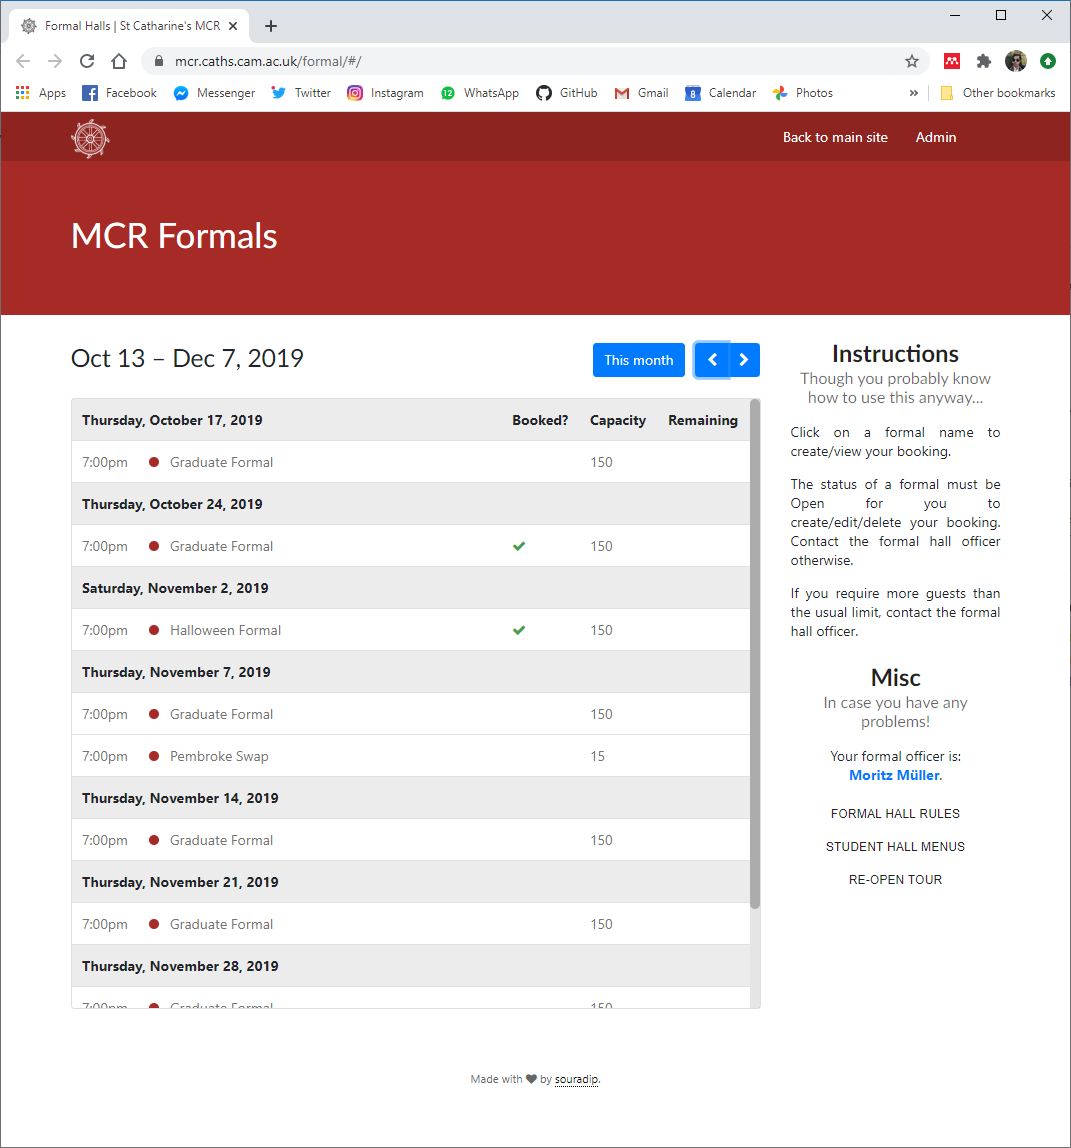 Formal Halls | St Catharine's MCR
mcr.caths.cam.ac.uk/formal/#/
Apps Facebook Messenger Twitter Instagram 12 WhatsApp GitHub Gmail 8 Calendar Photos » Other bookmarks
Back to main site Admin
MCR Formals
Oct 13 – Dec 7, 2019
This month
Thursday, October 17, 2019 Booked? Capacity Remaining
7:00pm Graduate Formal 150
Thursday, October 24, 2019
7:00pm Graduate Formal 150
Saturday, November 2, 2019
7:00pm Halloween Formal 150
Thursday, November 7, 2019
7:00pm Graduate Formal 150
7:00pm Pembroke Swap 15
Thursday, November 14, 2019
7:00pm Graduate Formal 150
Thursday, November 21, 2019
7:00pm Graduate Formal 150
Thursday, November 28, 2019
7:00pm Graduate Formal 150
Instructions
Though you probably know
how to use this anyway...
Click on a formal name to
create/view your booking.
The status of a formal must be
Open for you to
create/edit/delete your booking.
Contact the formal hall officer
otherwise.
If you require more guests than
the usual limit, contact the formal
hall officer.
Misc
In case you have any
problems!
Your formal officer is:
Moritz Müller.
FORMAL HALL RULES
STUDENT HALL MENUS
RE-OPEN TOUR
Made with ❤ by souradip.